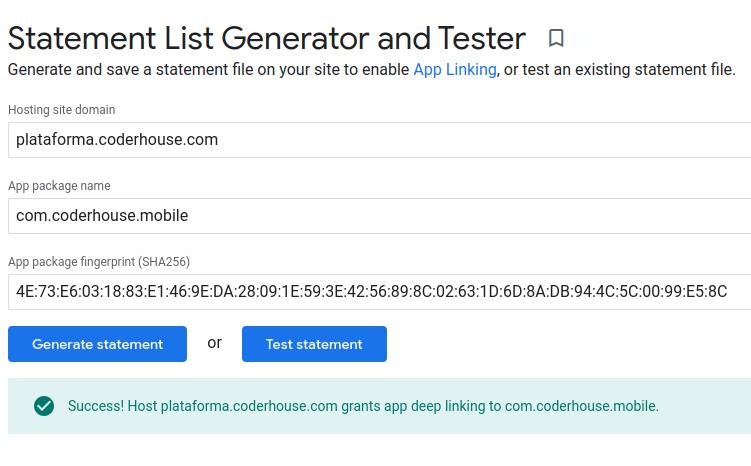 Statement List Generator and Tester
Generate and save a statement file on your site to enable App Linking, or test an existing statement file.
Hosting site domain
plataforma.coderhouse.com
App package name
com.coderhouse.mobile
App package fingerprint (SHA256)
4E:73:E6:03:18:83:E1:46:9E:DA:28:09:1E:59:3E:42:56:89:8C:02:63:1D:6D:8A:DB:94:4C:5C:00:99:E5:8C
Generate statement or Test statement
Success! Host plataforma.coderhouse.com grants app deep linking to com.coderhouse.mobile.